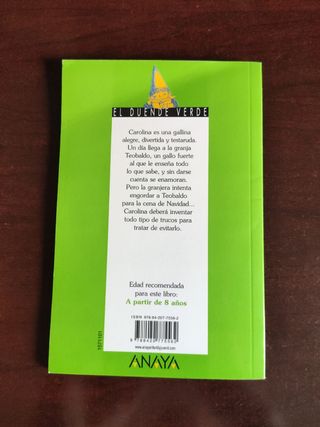 EL DUENDE VERDE
Carolina es una gallina
alegre, divertida y testaruda.
Un día llega a la granja
Teobaldo, un gallo fuerte
al que le enseña todo
lo que sabe, y sin darse
cuenta se enamoran.
Pero la granjera intenta
engordar a Teobaldo
para la cena de Navidad...
Carolina deberá inventar
todo tipo de trucos para
tratar de evitarlo.
Edad recomendada
para este libro:
A partir de 8 años
ANAYA
www.anayainfantilyjuvenil.com